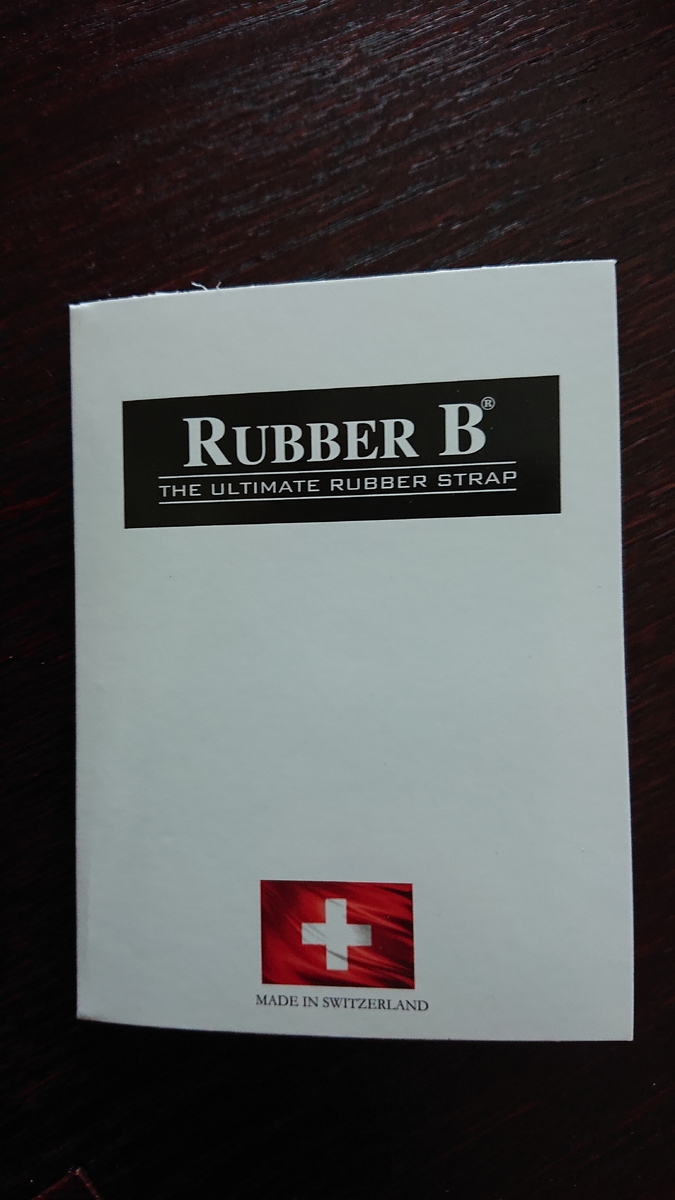 RUBBER B®
THE ULTIMATE RUBBER STRAP
MADE IN SWITZERLAND